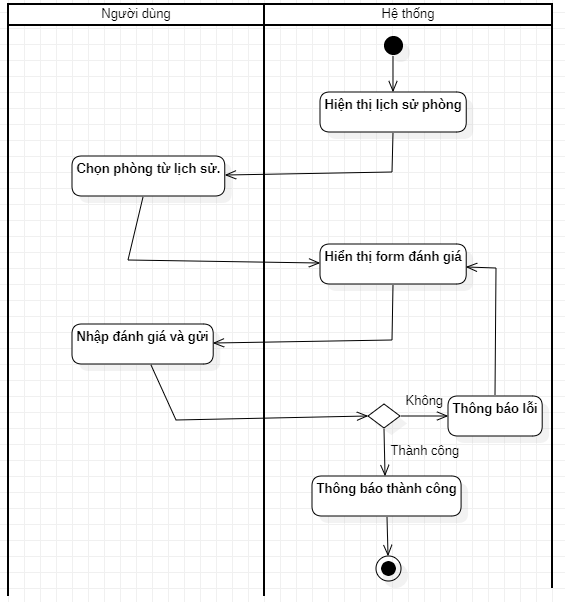 Người dùng
Hệ thống
Hiện thị lịch sử phòng
Chọn phòng từ lịch sử.
Hiển thị form đánh giá
Nhập đánh giá và gửi
Không
Thông báo lỗi
Thành công
Thông báo thành công